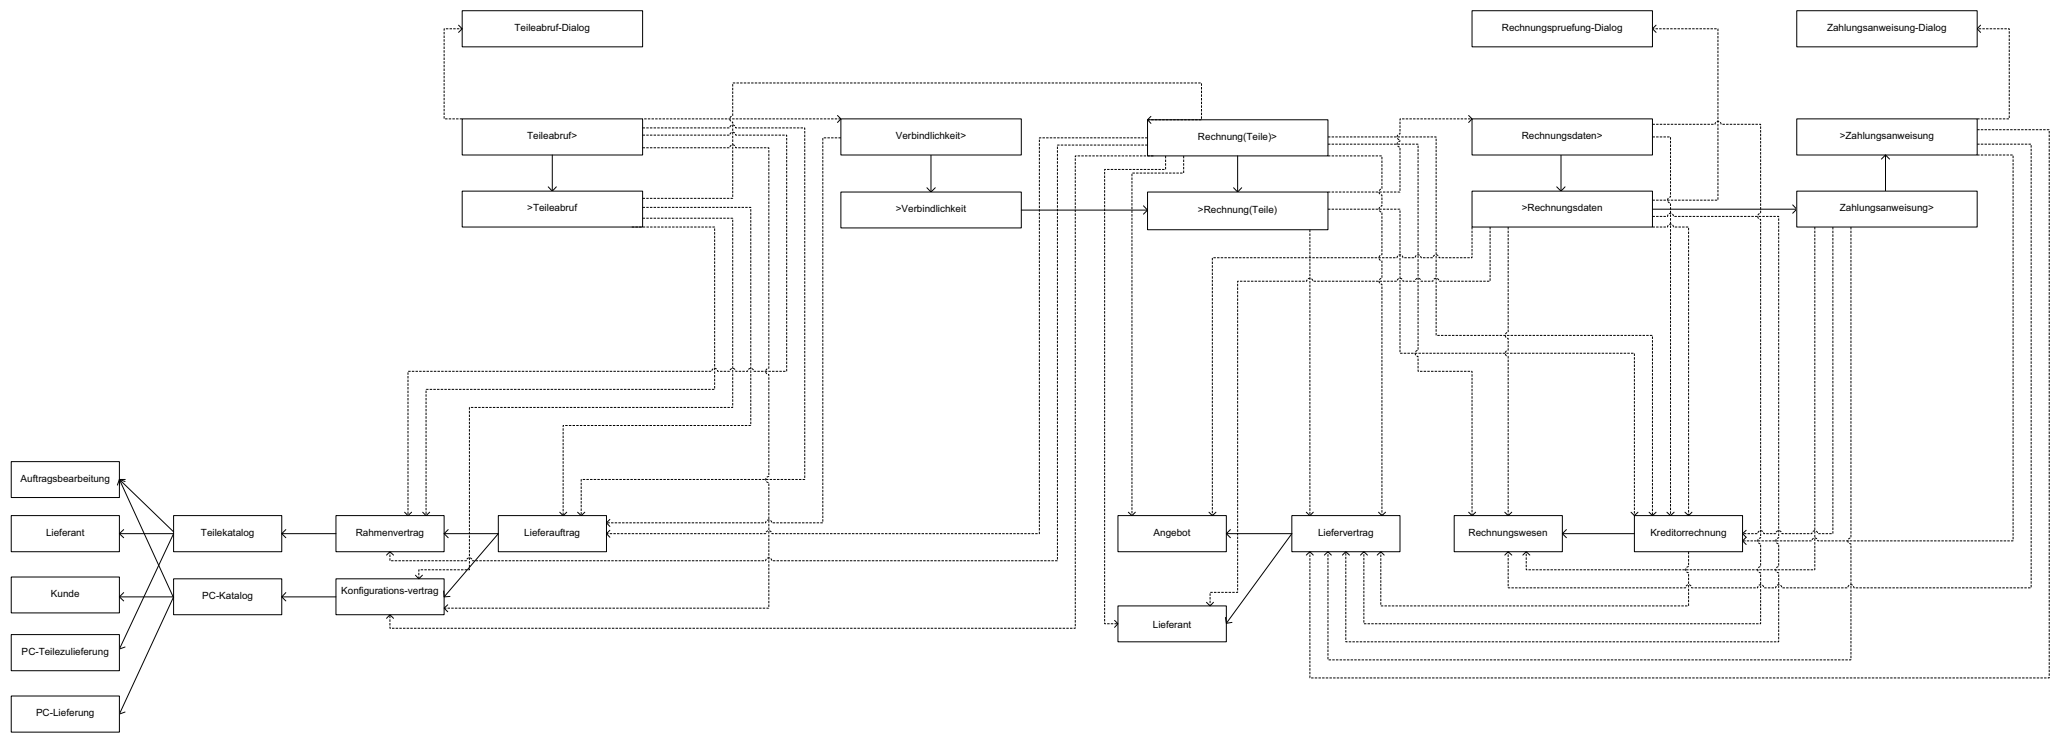 Teileabruf-Dialog
Rechnungspruefung-Dialog
Zahlungsanweisung-Dialog
Teileabruf>
Verbindlichkeit>
Rechnung(Teile)>
Rechnungsdaten>
>Zahlungsanweisung
>Teileabruf
>Verbindlichkeit
>Rechnung(Teile)
>Rechnungsdaten
Zahlungsanweisung>
Auftragsbearbeitung
Lieferant
Teilekatalog
Rahmenvertrag
Lieferauftrag
Angebot
Liefervertrag
Rechnungswesen
Kreditorrechnung
Kunde
PC-Katalog
Konfigurations-vertrag
Lieferant
PC-Teilezulieferung
PC-Lieferung